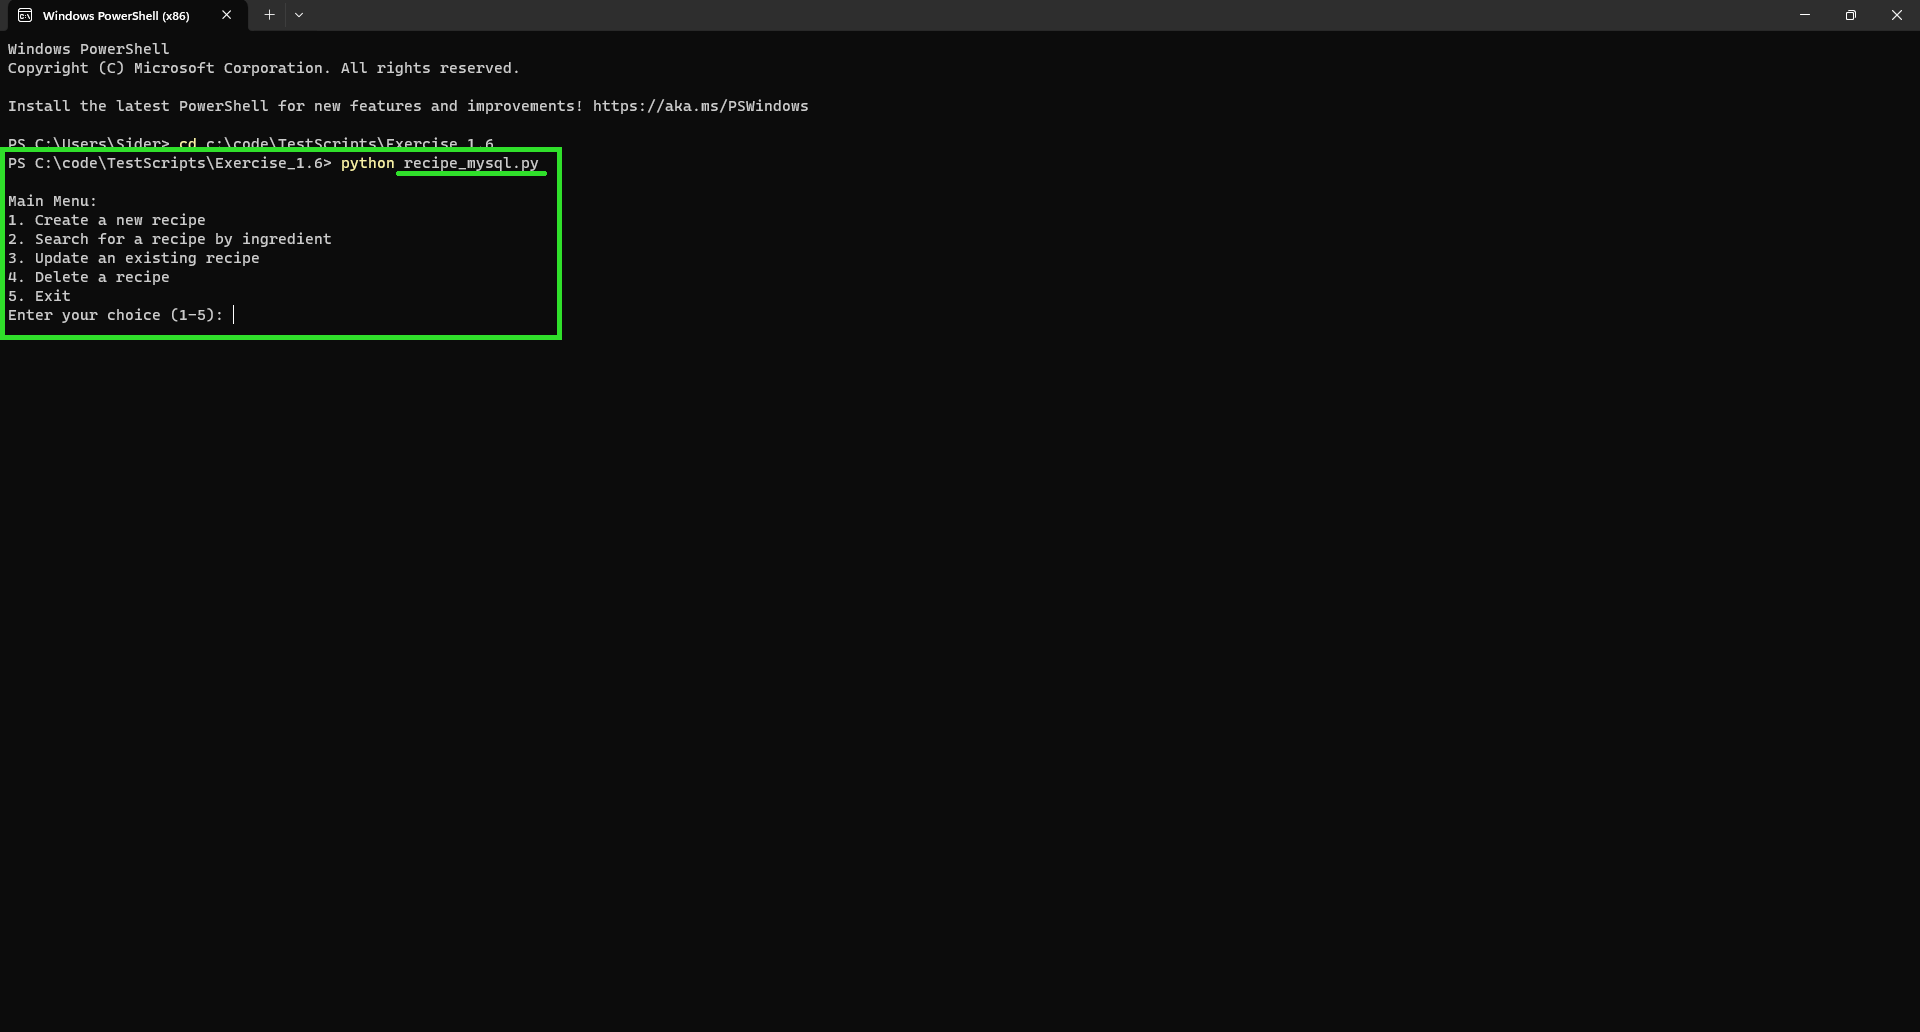 Windows PowerShell (x86)
Windows PowerShell
Copyright (C) Microsoft Corporation. All rights reserved.
Install the latest PowerShell for new features and improvements! https://aka.ms/PSWindows
PS C:\Users\Sider> cd c:\code\TestScripts\Exercise_1.6
PS C:\code\TestScripts\Exercise_1.6> python recipe_mysql.py
Main Menu:
1. Create a new recipe
2. Search for a recipe by ingredient
3. Update an existing recipe
4. Delete a recipe
5. Exit
Enter your choice (1-5):